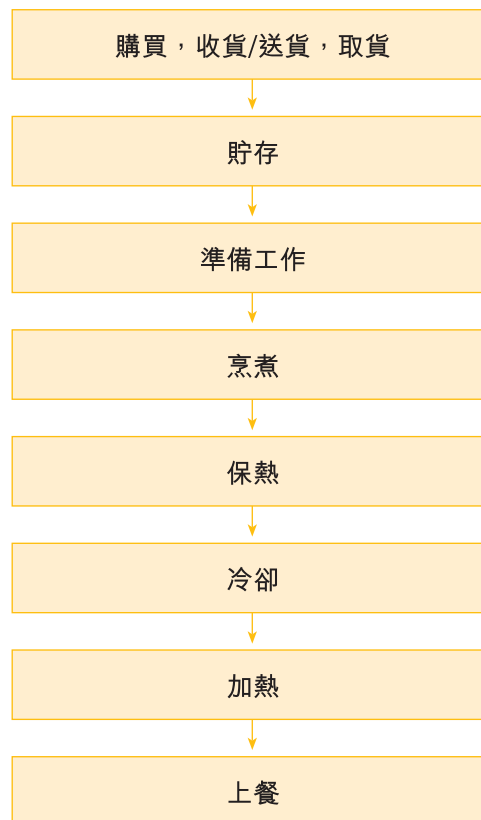 購買，收貨/送貨，取貨
貯存
準備工作
烹煮
保熱
冷卻
加熱
上餐